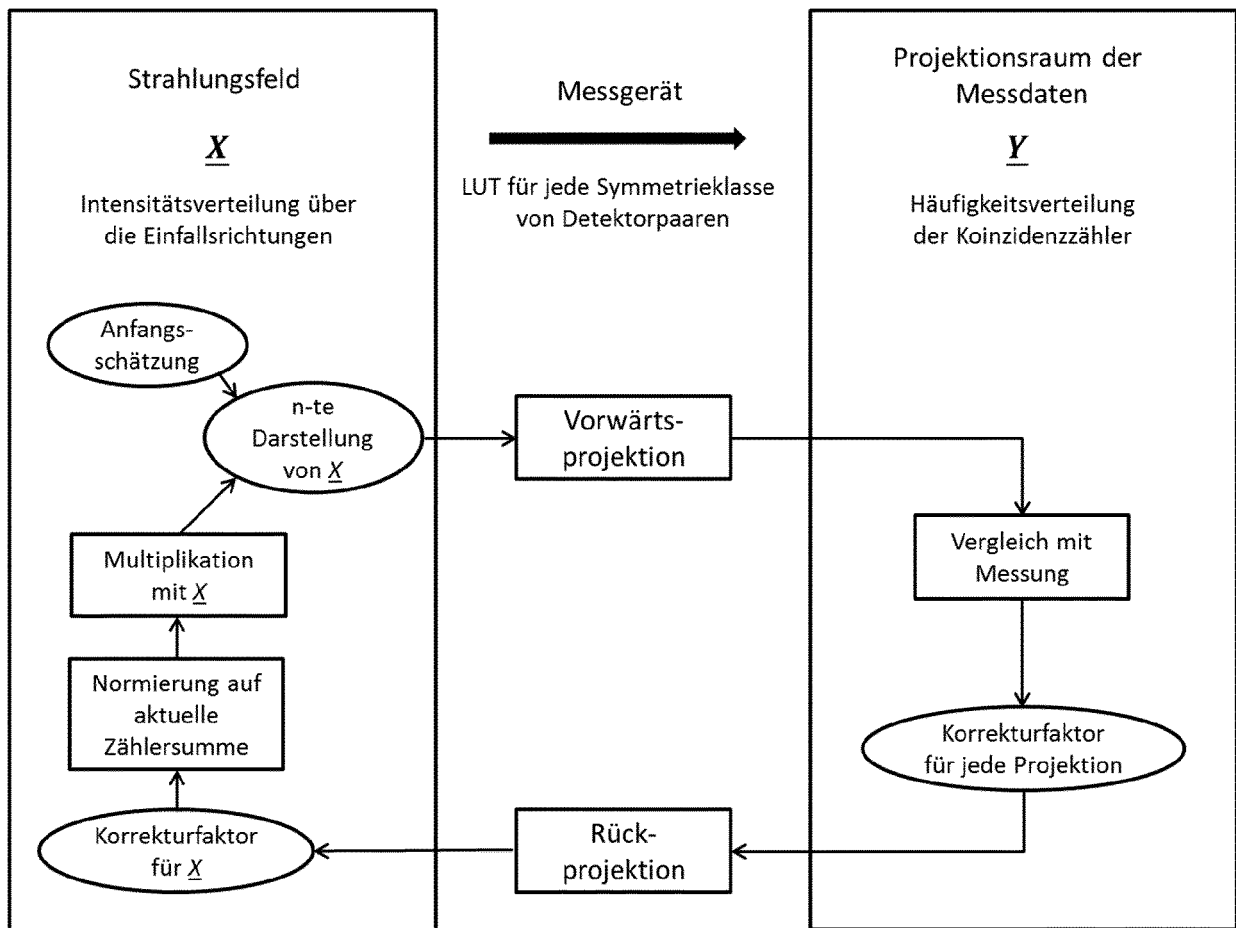 Strahlungsfeld
X
Intensitätsverteilung über
die Einfallsrichtungen
Messgerät
LUT für jede Symmetrieklasse
von Detektorpaaren
Projektionsraum der
Messdaten
Y
Häufigkeitsverteilung
der Koinzidenzzähler
Anfangs-
schätzung
n-te
Darstellung
von X
Vorwärts-
projektion
Vergleich mit
Messung
Korrekturfaktor
für jede Projektion
Rück-
projektion
Korrekturfaktor
für X
Normierung auf
aktuelle
Zählersumme
Multiplikation
mit X